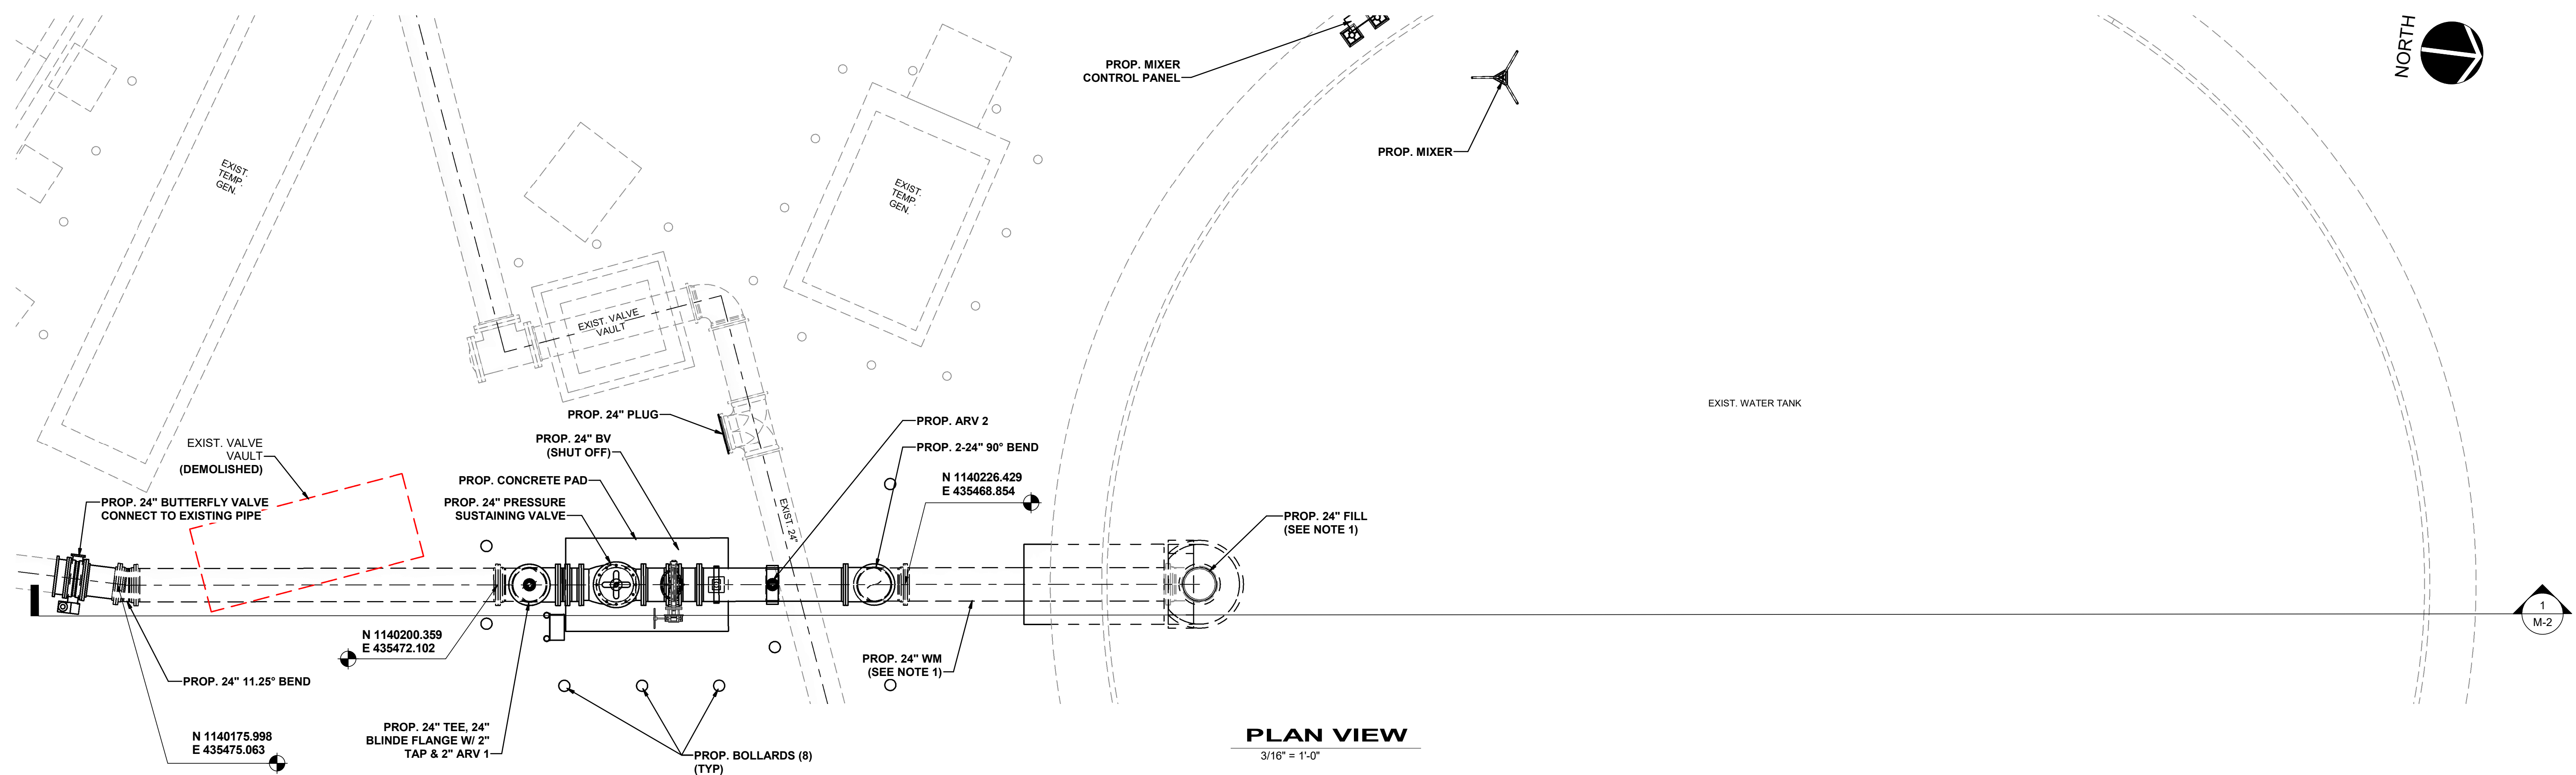 NORTH
PROP. MIXER
CONTROL PANEL
PROP. MIXER
EXIST.
TEMP.
GEN.
EXIST.
TEMP.
GEN.
EXIST. VALVE
VAULT
EXIST. WATER TANK
PROP. 24" PLUG
PROP. ARV 2
PROP. 24" BV
(SHUT OFF)
PROP. 2-24" 90° BEND
EXIST. VALVE
VAULT
(DEMOLISHED)
PROP. CONCRETE PAD
N 1140226.429
E 435468.854
PROP. 24" BUTTERFLY VALVE
CONNECT TO EXISTING PIPE
PROP. 24" PRESSURE
SUSTAINING VALVE
EXIST. 24"
PROP. 24" FILL
(SEE NOTE 1)
1
M-2
N 1140200.359
E 435472.102
PROP. 24" WM
(SEE NOTE 1)
PROP. 24" 11.25° BEND
PROP. 24" TEE, 24"
BLINDE FLANGE W/ 2"
TAP & 2" ARV 1
N 1140175.998
E 435475.063
PROP. BOLLARDS (8)
(TYP)
PLAN VIEW
3/16" = 1'-0"